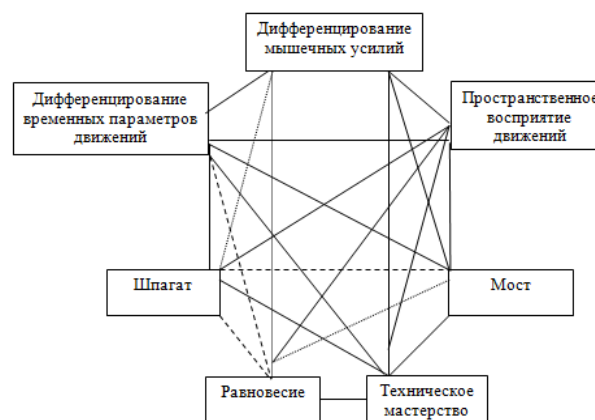 Дифференцирование
мышечных усилий
Дифференцирование
временных параметров
движений
Пространственное
восприятие
движений
Шпагат
Мост
Равновесие
Техническое
мастерство